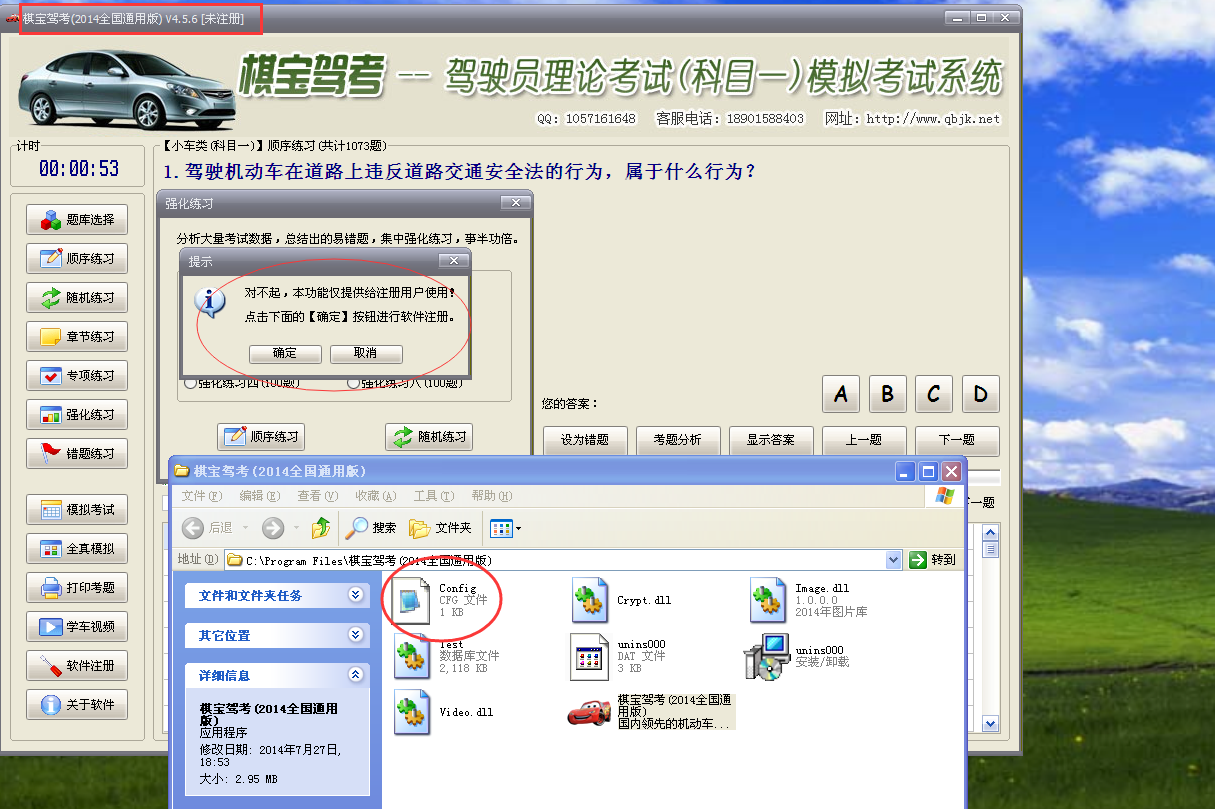 棋宝驾考(2014全国通用版) V4.5.6 [未注册]
棋宝驾考 -- 驾驶员理论考试(科目一)模拟考试系统
QQ: 1057161648 客服电话: 18901588403 网址: http://www.qbjk.net
计时
00:00:53
【小车类(科目一)】顺序练习(共计1073题)
1. 驾驶机动车在道路上违反道路交通安全法的行为，属于什么行为？
题库选择
顺序练习
随机练习
章节练习
专项练习
强化练习
错题练习
模拟考试
全真模拟
打印考题
学车视频
软件注册
关于软件
强化练习
分析大量考试数据，总结出的易错题，集中强化练习，事半功倍。
提示
对不起，本功能仅提供给注册用户使用！
点击下面的【确定】按钮进行软件注册。
确定 取消
强化练习四(100题) 强化练习八(100题)
顺序练习 随机练习
您的答案：
A B C D
设为错题 考题分析 显示答案 上一题 下一题
一题
棋宝驾考(2014全国通用版)
文件(F) 编辑(E) 查看(V) 收藏(A) 工具(T) 帮助(H)
后退 搜索 文件夹
地址(D) C:\Program Files\棋宝驾考(2014全国通用版) 转到
文件和文件夹任务
其它位置
详细信息
棋宝驾考(2014全国通用
版)
应用程序
修改日期: 2014年7月27日,
18:53
大小: 2.95 MB
Config
CFG 文件
1 KB
Crypt.dll
Image.dll
1.0.0.0
2014年图片库
Test
数据库文件
2,118 KB
unins000
DAT 文件
3 KB
unins000
安装/卸载
Video.dll
棋宝驾考(2014全国通
用版)
国内领先的机动车...